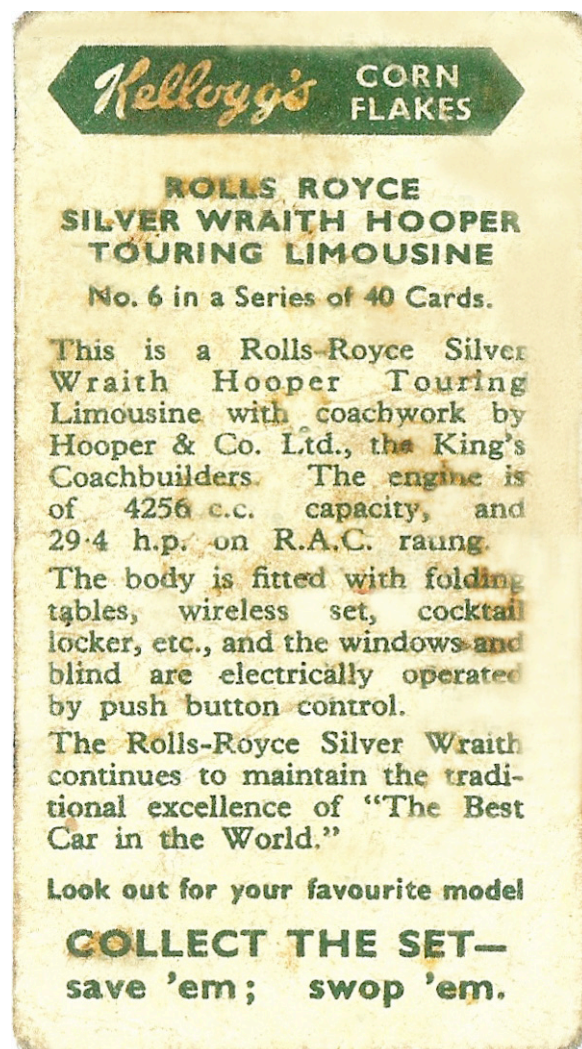 Kellogg's CORN
FLAKES
ROLLS ROYCE
SILVER WRAITH HOOPER
TOURING LIMOUSINE
No. 6 in a Series of 40 Cards.
This is a Rolls-Royce Silver
Wraith Hooper Touring
Limousine with coachwork by
Hooper & Co. Ltd., the King's
Coachbuilders. The engine is
of 4256 c.c. capacity, and
29·4 h.p. on R.A.C. rating.
The body is fitted with folding
tables, wireless set, cocktail
locker, etc., and the windows and
blind are electrically operated
by push button control.
The Rolls-Royce Silver Wraith
continues to maintain the tradi-
tional excellence of "The Best
Car in the World."
Look out for your favourite model
COLLECT THE SET—
save 'em; swop 'em.